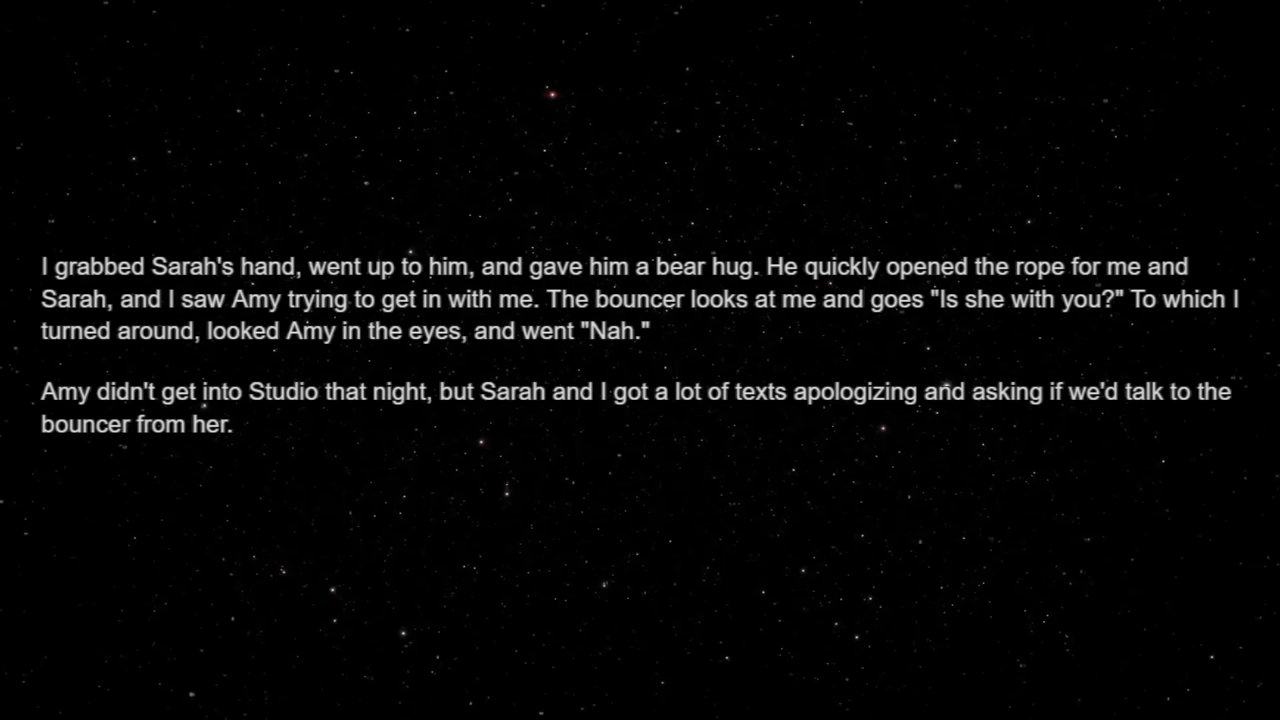 I grabbed Sarah's hand, went up to him, and gave him a bear hug. He quickly opened the rope for me and
Sarah, and I saw Amy trying to get in with me. The bouncer looks at me and goes "Is she with you?" To which I
turned around, looked Amy in the eyes, and went "Nah."
Amy didn't get into Studio that night, but Sarah and I got a lot of texts apologizing and asking if we'd talk to the
bouncer from her.